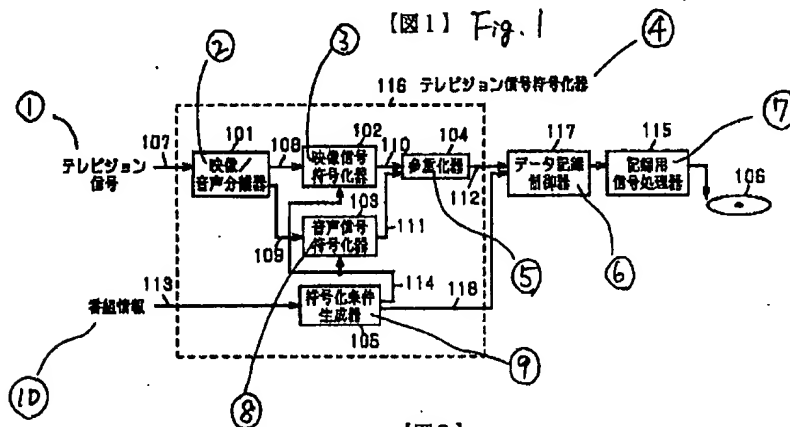 【図1】 Fig. 1
② ③ ④
116 テレビジョン信号符号化器
① ⑦
107 101 108 102 110 104 117 115
テレビジョン
信号
映像/
音声分離器
映像信号
符号化器
多重化器
データ記録
制御器
記録用
信号処理器
106
112
103
109
音声信号
符号化器
111
⑤ ⑥
113
番組情報
符号化条件
生成器
114
118
105
⑩ ⑧ ⑨